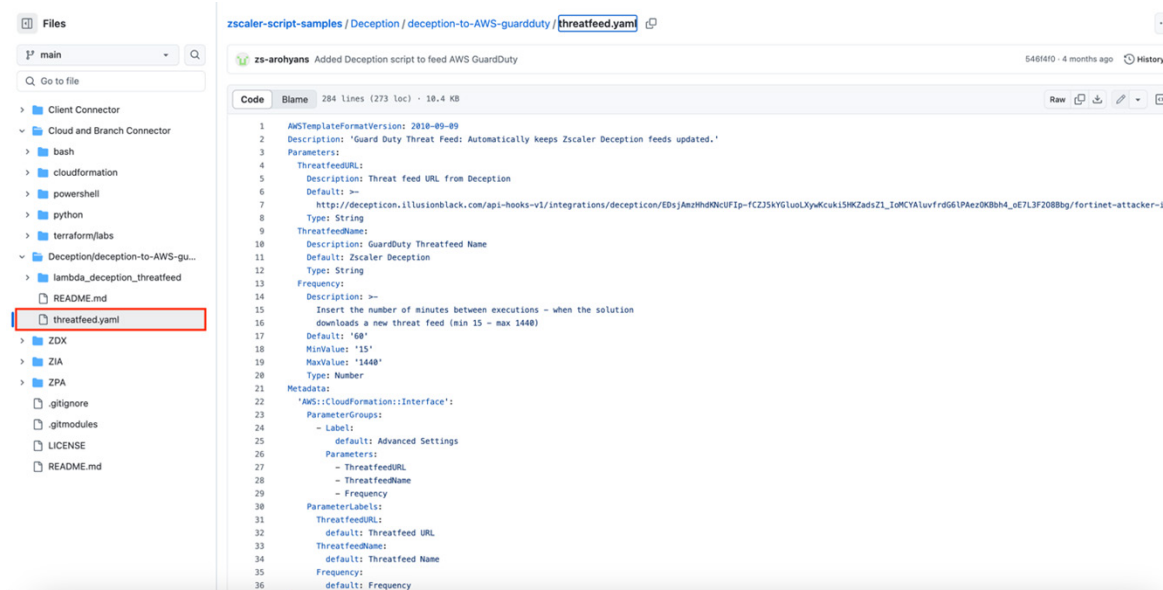 Files
main
Go to file
Client Connector
Cloud and Branch Connector
bash
cloudformation
powershell
python
terraform/labs
Deception/deception-to-AWS-gu...
lambda_deception_threatfeed
README.md
threatfeed.yaml
ZDX
ZIA
ZPA
.gitignore
.gitmodules
LICENSE
README.md
zscaler-script-samples / Deception / deception-to-AWS-guardduty / threatfeed.yaml
zs-arohyans Added Deception script to feed AWS GuardDuty 546f4f0 · 4 months ago History
Code Blame 284 lines (273 loc) · 10.4 KB Raw
1 AWSTemplateFormatVersion: 2010-09-09
2 Description: 'Guard Duty Threat Feed: Automatically keeps Zscaler Deception feeds updated.'
3 Parameters:
4 ThreatfeedURL:
5 Description: Threat feed URL from Deception
6 Default: >-
7 http://decepticon.illusionblack.com/api-hooks-v1/integrations/decepticon/
8 Type: String
9 ThreatfeedName:
10 Description: GuardDuty Threatfeed Name
11 Default: Zscaler Deception
12 Type: String
13 Frequency:
14 Description: >-
15 Insert the number of minutes between executions - when the solution
16 downloads a new threat feed (min 15 - max 1440)
17 Default: '60'
18 MinValue: '15'
19 MaxValue: '1440'
20 Type: Number
21 Metadata:
22 'AWS::CloudFormation::Interface':
23 ParameterGroups:
24 - Label:
25 default: Advanced Settings
26 Parameters:
27 - ThreatfeedURL
28 - ThreatfeedName
29 - Frequency
30 ParameterLabels:
31 ThreatfeedURL:
32 default: Threatfeed URL
33 ThreatfeedName:
34 default: Threatfeed Name
35 Frequency:
36 default: Frequency